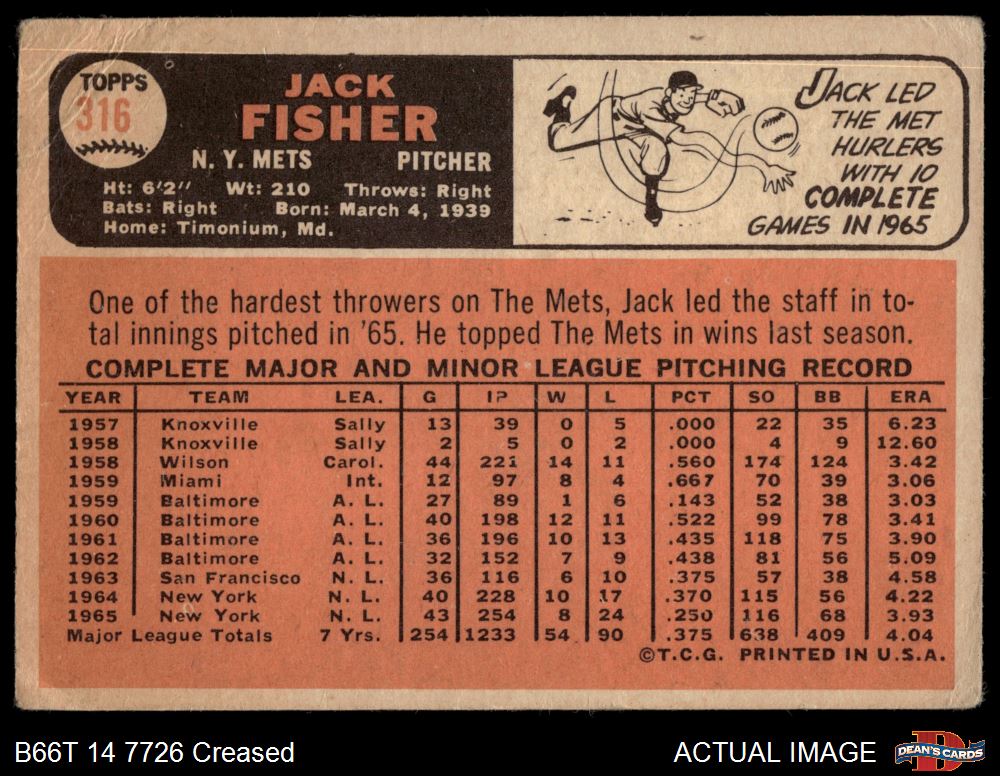 TOPPS
316
JACK
FISHER
N. Y. METS PITCHER
Ht: 6'2" Wt: 210 Throws: Right
Bats: Right Born: March 4, 1939
Home: Timonium, Md.
JACK LED
THE MET
HURLERS
WITH 10
COMPLETE
GAMES IN 1965
One of the hardest throwers on The Mets, Jack led the staff in to-
tal innings pitched in '65. He topped The Mets in wins last season.
COMPLETE MAJOR AND MINOR LEAGUE PITCHING RECORD
YEAR TEAM LEA. G IP W L PCT SO BB ERA
1957 Knoxville Sally 13 39 0 5 .000 22 35 6.23
1958 Knoxville Sally 2 5 0 2 .000 4 9 12.60
1958 Wilson Carol. 44 221 14 11 .560 174 124 3.42
1959 Miami Int. 12 97 8 4 .667 70 39 3.06
1959 Baltimore A. L. 27 89 1 6 .143 52 38 3.03
1960 Baltimore A. L. 40 198 12 11 .522 99 78 3.41
1961 Baltimore A. L. 36 196 10 13 .435 118 75 3.90
1962 Baltimore A. L. 32 152 7 9 .438 81 56 5.09
1963 San Francisco N. L. 36 116 6 10 .375 57 38 4.58
1964 New York N. L. 40 228 10 17 .370 115 56 4.22
1965 New York N. L. 43 254 8 24 .250 116 68 3.93
Major League Totals 7 Yrs. 254 1233 54 90 .375 638 409 4.04
©T.C.G. PRINTED IN U.S.A.
B66T 14 7726 Creased
ACTUAL IMAGE
D
DEAN'S CARDS